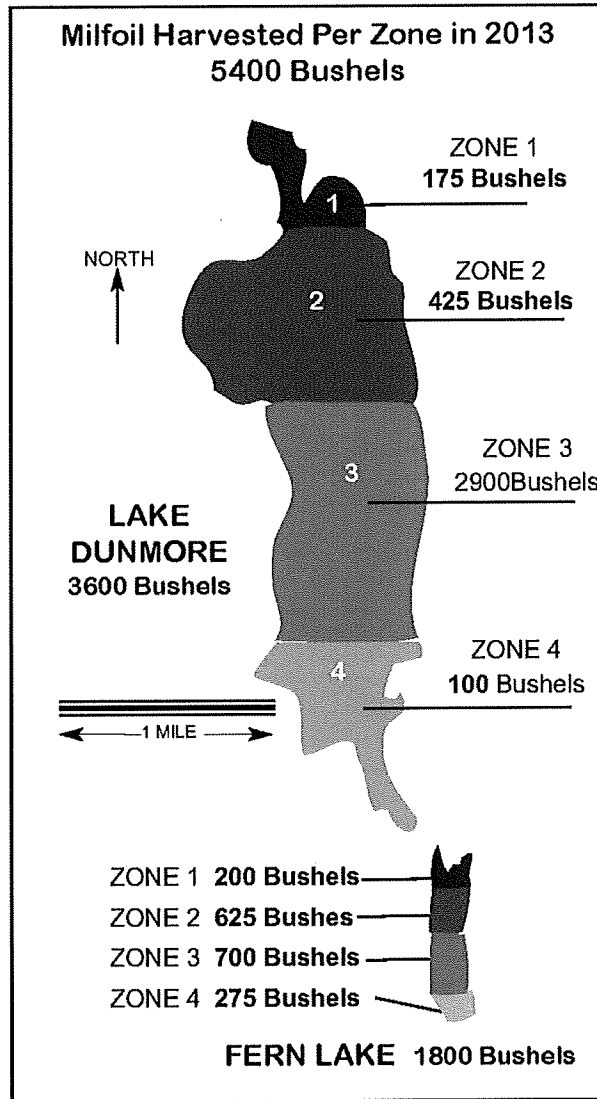 Milfoil Harvested Per Zone in 2013
5400 Bushels
ZONE 1
175 Bushels
1
NORTH
ZONE 2
425 Bushels
2
ZONE 3
2900Bushels
3
LAKE
DUNMORE
3600 Bushels
ZONE 4
100 Bushels
4
1 MILE
ZONE 1 200 Bushels
ZONE 2 625 Bushes
ZONE 3 700 Bushels
ZONE 4 275 Bushels
FERN LAKE 1800 Bushels